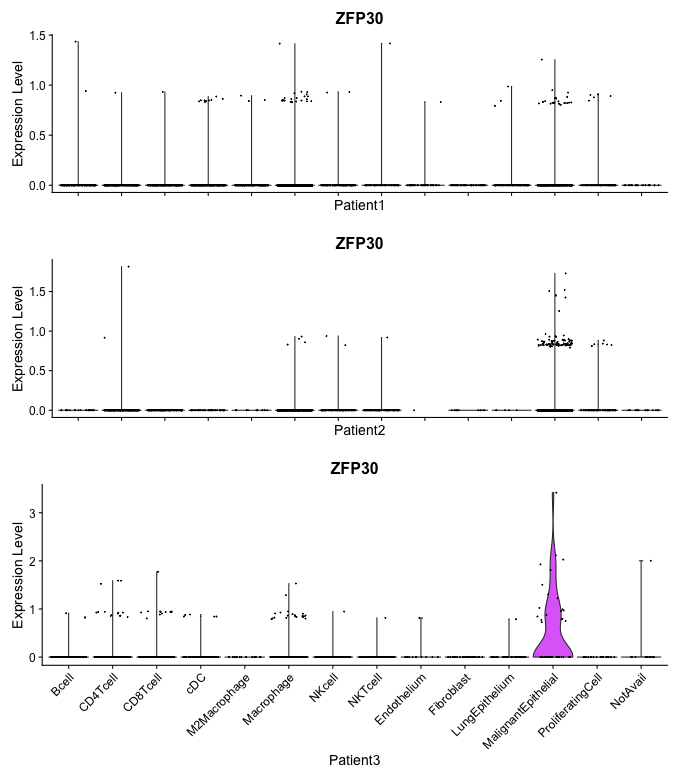 ZFP30
Expression Level
1.5
1.0
0.5
0.0
Patient1
ZFP30
Expression Level
1.5
1.0
0.5
0.0
Patient2
ZFP30
Expression Level
3
2
1
0
Bcell
CD4Tcell
CD8Tcell
cDC
M2Macrophage
Macrophage
NKcell
NKTcell
Endothelium
Fibroblast
LungEpithelium
MalignantEpithelial
ProliferatingCell
NotAvail
Patient3